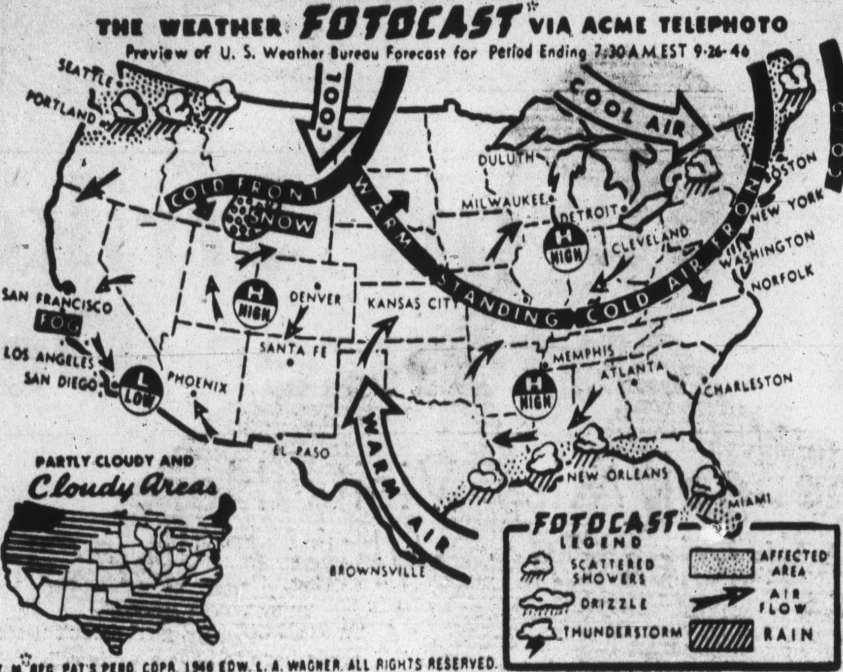 THE WEATHER FOTOCAST VIA ACME TELEPHOTO
Preview of U. S. Weather Bureau Forecast for Period Ending 7:30 A.M. EST 9-26-46
SEATTLE
PORTLAND
COOL
COOL AIR
COLD
DULUTH
BOSTON
COLD FRONT
SNOW
MILWAUKEE
DETROIT
NEW YORK
H
HIGH
CLEVELAND
WASHINGTON
WARM STANDING COLD AIR FRONT
NORFOLK
SAN FRANCISCO
FOG
H
HIGH
DENVER
KANSAS CITY
LOS ANGELES
SANTA FE
MEMPHIS
ATLANTA
SAN DIEGO
L
LOW
PHOENIX
H
HIGH
CHARLESTON
WARM AIR
EL PASO
NEW ORLEANS
MIAMI
BROWNSVILLE
PARTLY CLOUDY AND
Cloudy Areas
FOTOCAST
LEGEND
SCATTERED SHOWERS
AFFECTED AREA
DRIZZLE
AIR FLOW
THUNDERSTORM
RAIN
REG. PAT'S PEND. COPR. 1946 EDW. L. A. WAGNER. ALL RIGHTS RESERVED.